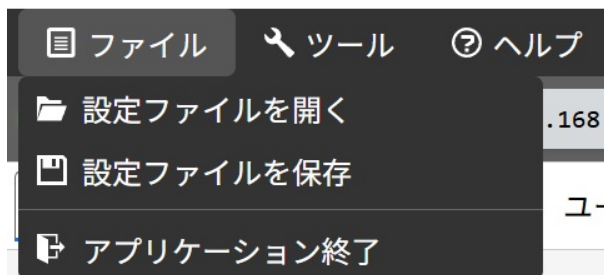 ファイル ツール ヘルプ
設定ファイルを開く
.168
設定ファイルを保存
ユー
アプリケーション終了